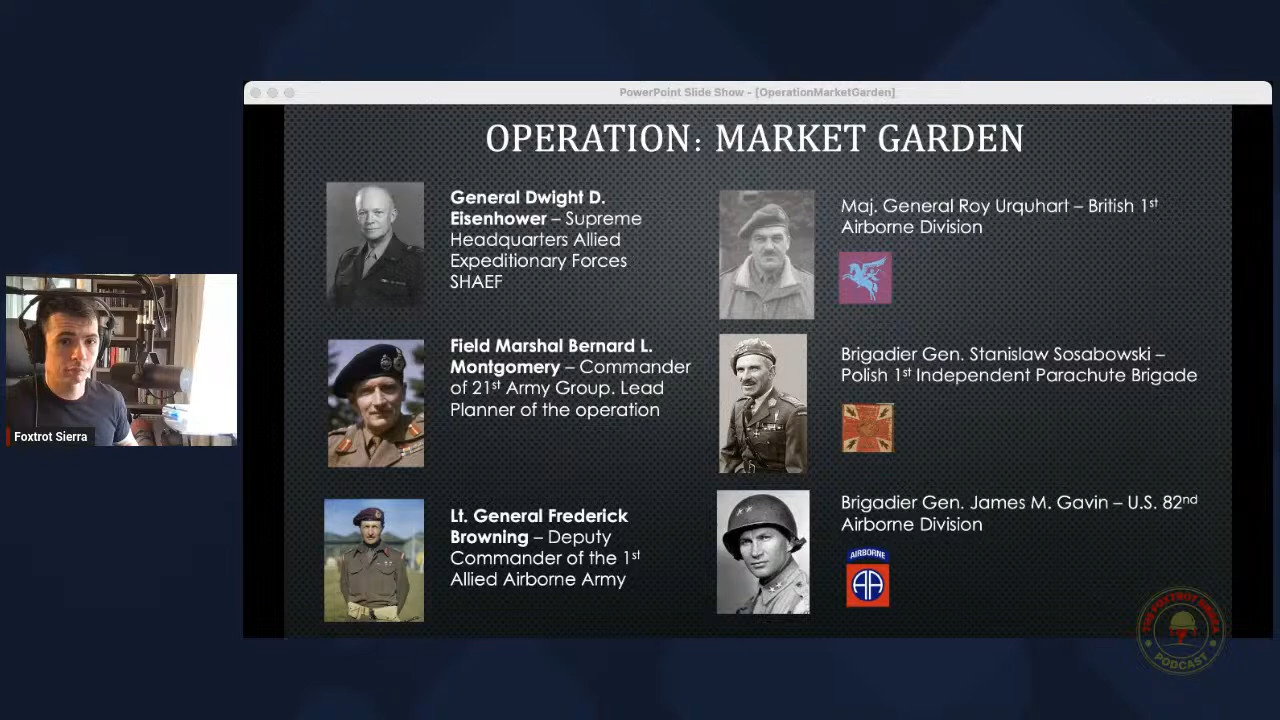 PowerPoint Slide Show - [OperationMarketGarden]
OPERATION: MARKET GARDEN
General Dwight D.
Eisenhower – Supreme
Headquarters Allied
Expeditionary Forces
SHAEF
Field Marshal Bernard L.
Montgomery – Commander
of 21st Army Group. Lead
Planner of the operation
Lt. General Frederick
Browning – Deputy
Commander of the 1st
Allied Airborne Army
Maj. General Roy Urquhart – British 1st
Airborne Division
Brigadier Gen. Stanislaw Sosabowski –
Polish 1st Independent Parachute Brigade
Brigadier Gen. James M. Gavin – U.S. 82nd
Airborne Division
AIRBORNE
AA
Foxtrot Sierra
THE FOXTROT SIERRA
PODCAST